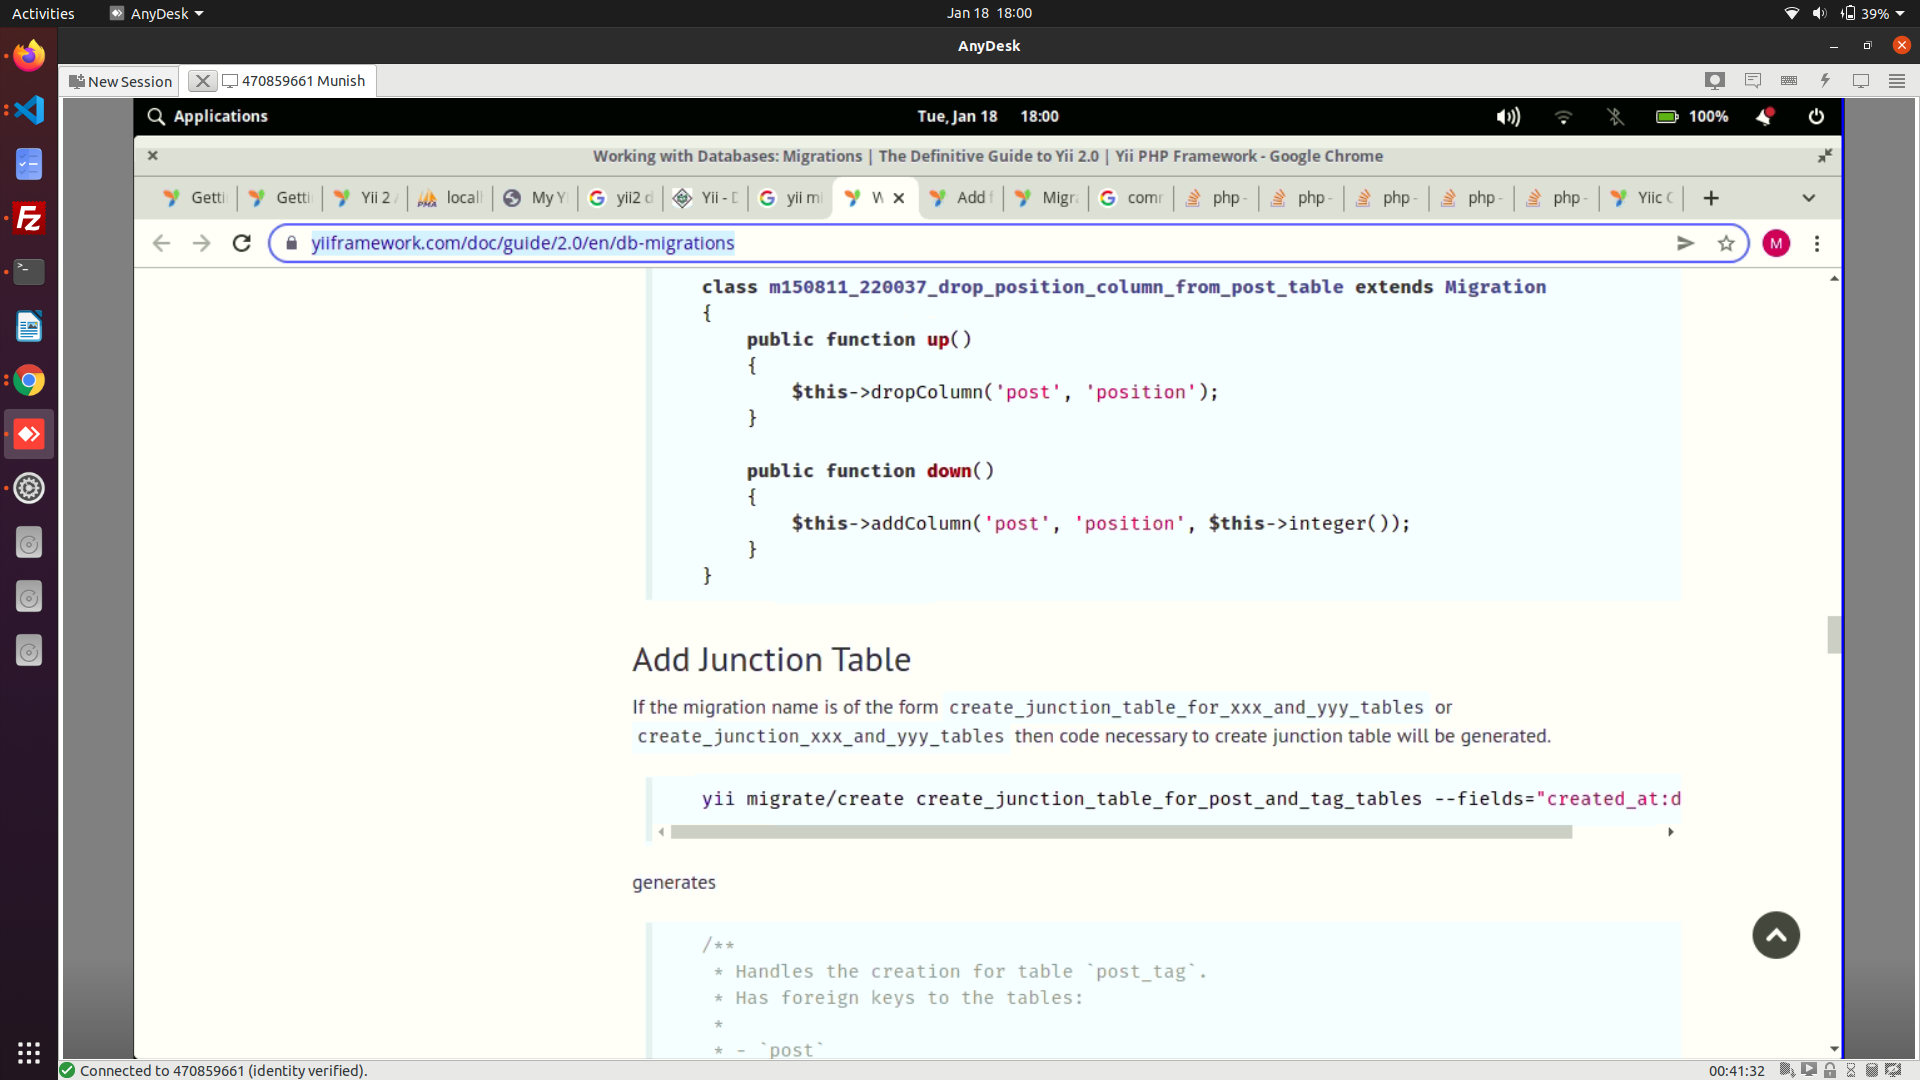 Activities
AnyDesk
Jan 18 18:00
39%
AnyDesk
New Session
470859661 Munish
Applications
Tue, Jan 18 18:00
100%
Working with Databases: Migrations | The Definitive Guide to Yii 2.0 | Yii PHP Framework - Google Chrome
Getti
Getti
Yii 2 /
locall
My Yi
yii2 d
Yii - D
yii mi
W
Add f
Migra
comr
php -
php -
php -
php -
php -
Yiic C
yiiframework.com/doc/guide/2.0/en/db-migrations
M
class m150811_220037_drop_position_column_from_post_table extends Migration
{
public function up()
{
$this->dropColumn('post', 'position');
}
public function down()
{
$this->addColumn('post', 'position', $this->integer());
}
}
Add Junction Table
If the migration name is of the form create_junction_table_for_xxx_and_yyy_tables or
create_junction_xxx_and_yyy_tables then code necessary to create junction table will be generated.
yii migrate/create create_junction_table_for_post_and_tag_tables --fields="created_at:d
generates
/**
* Handles the creation for table `post_tag`.
* Has foreign keys to the tables:
*
* - `post`
Connected to 470859661 (identity verified).
00:41:32